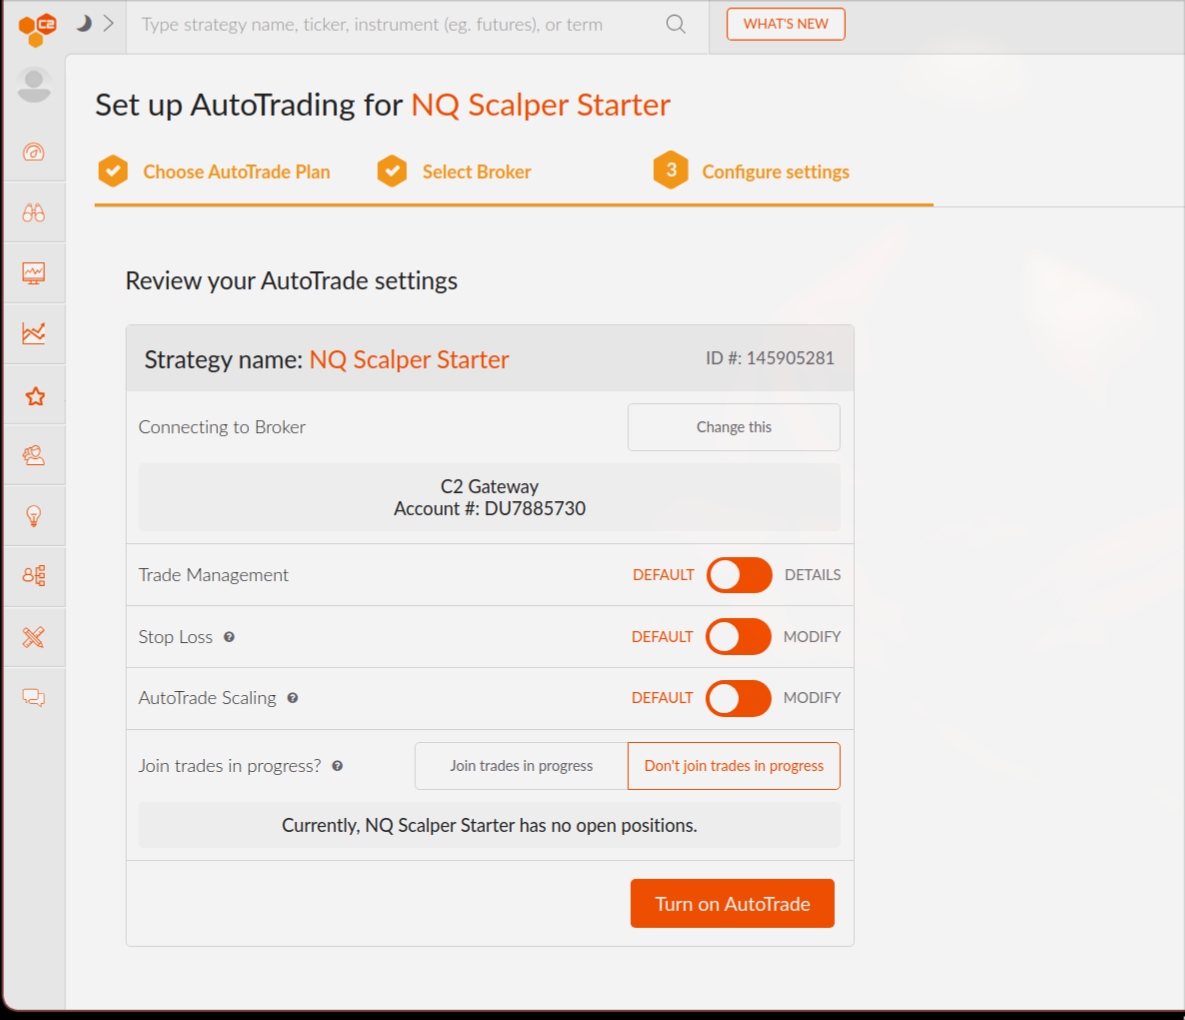 C2
Type strategy name, ticker, instrument (eg. futures), or term
WHAT'S NEW
Set up AutoTrading for NQ Scalper Starter
Choose AutoTrade Plan
Select Broker
3 Configure settings
Review your AutoTrade settings
Strategy name: NQ Scalper Starter ID #: 145905281
Connecting to Broker Change this
C2 Gateway
Account #: DU7885730
Trade Management DEFAULT DETAILS
Stop Loss ? DEFAULT MODIFY
AutoTrade Scaling ? DEFAULT MODIFY
Join trades in progress? ? Join trades in progress Don't join trades in progress
Currently, NQ Scalper Starter has no open positions.
Turn on AutoTrade